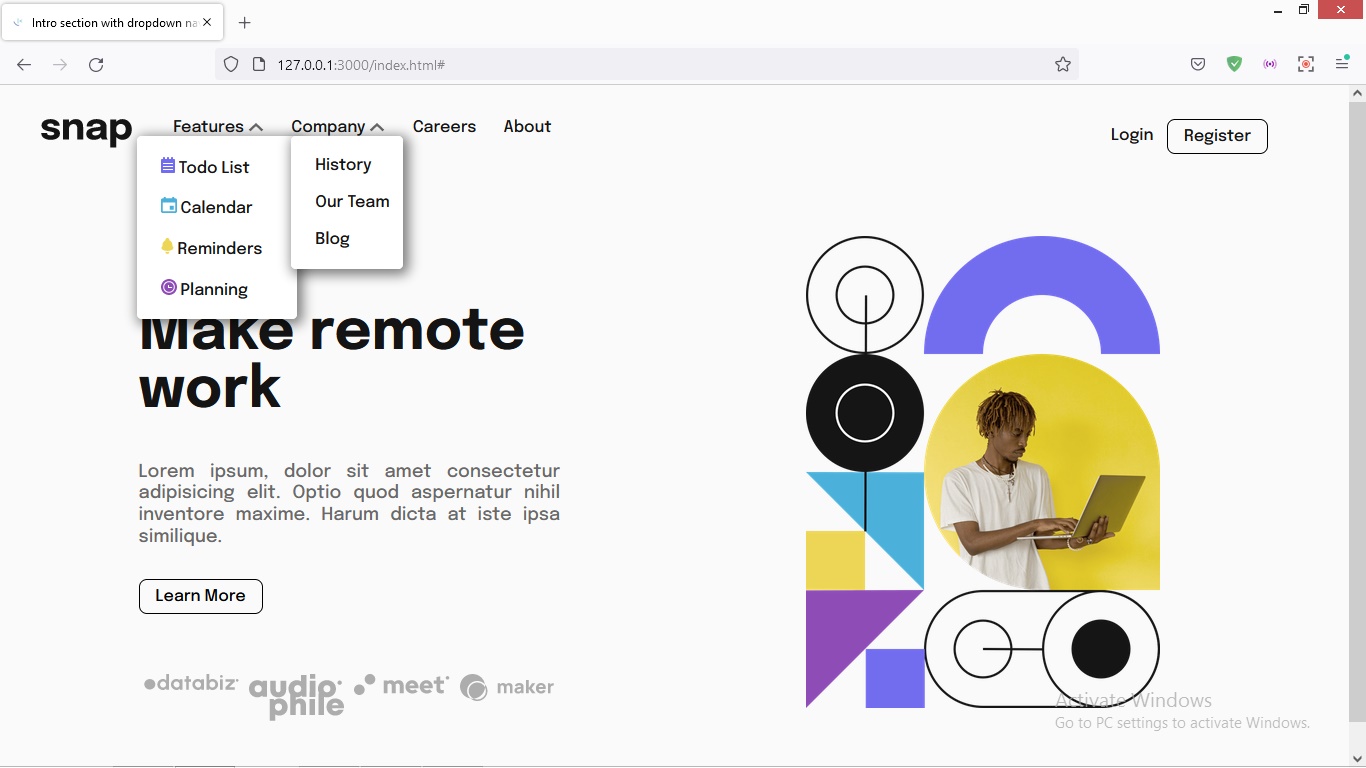 Intro section with dropdown na
127.0.0.1:3000/index.html#
snap
Features
Company
Careers
About
Login
Register
Todo List
Calendar
Reminders
Planning
History
Our Team
Blog
Make remote
work
Lorem ipsum, dolor sit amet consectetur
adipisicing elit. Optio quod aspernatur nihil
inventore maxime. Harum dicta at iste ipsa
similique.
Learn More
databiz
audio
phile
meet
maker
Activate Windows
Go to PC settings to activate Windows.